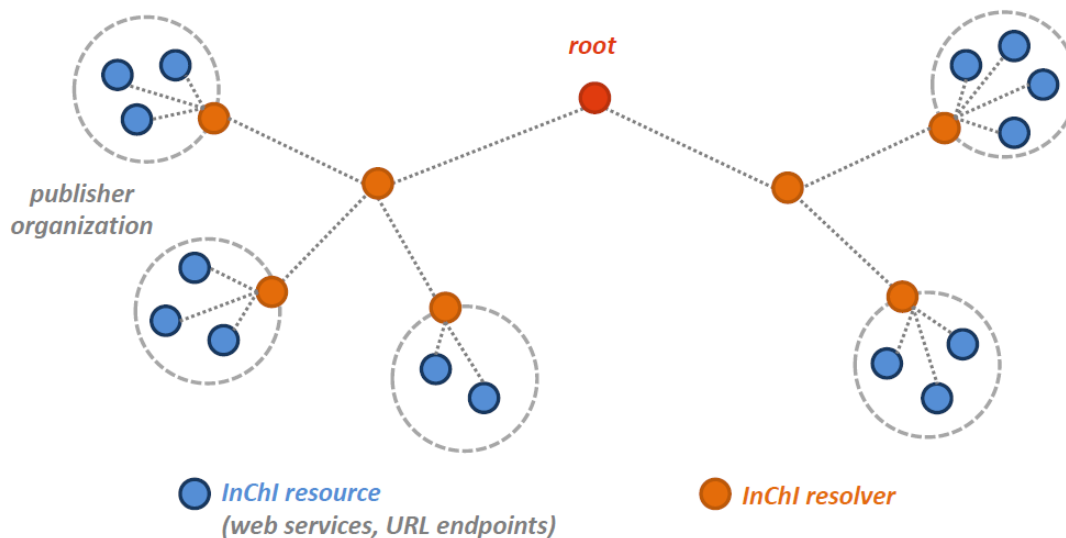 root
publisher
organization
InChI resource
(web services, URL endpoints)
InChI resolver